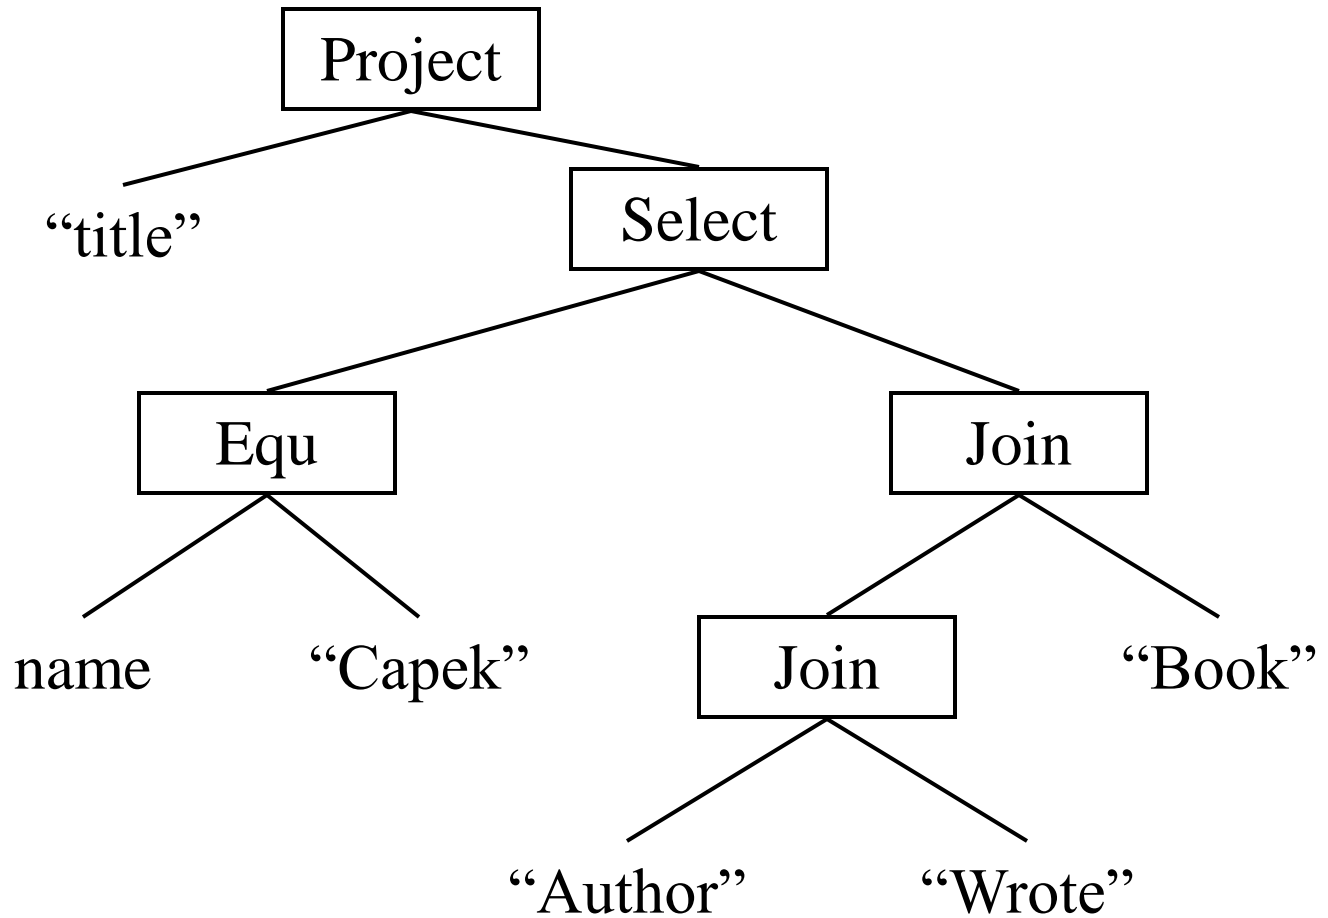 Project
“title”
Select
Equ
Join
name
“Capek”
Join
“Book”
“Author”
“Wrote”